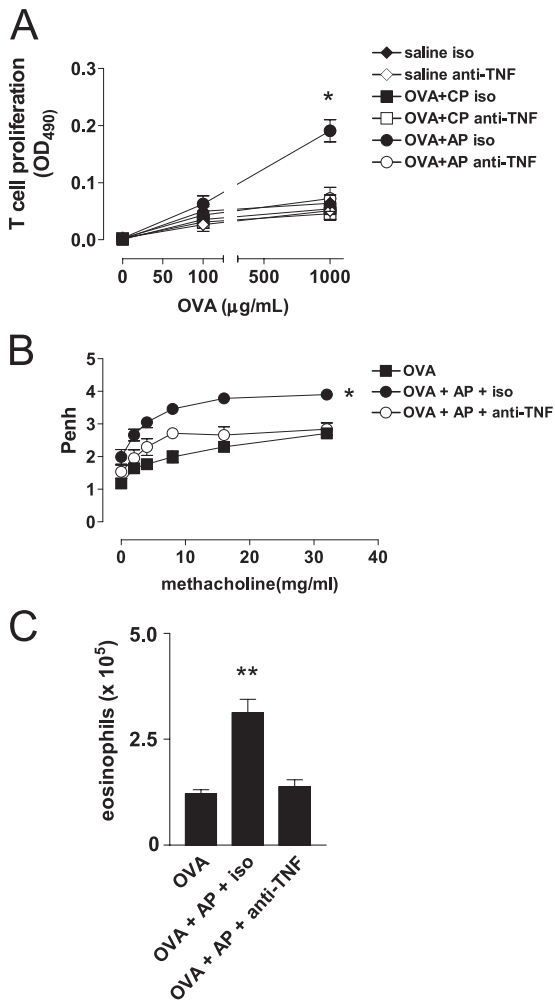 A
T cell proliferation
(OD490)
0.3
0.2
0.1
0.0
*
0
50
100
500
1000
OVA (μg/mL)
saline iso
saline anti-TNF
OVA+CP iso
OVA+CP anti-TNF
OVA+AP iso
OVA+AP anti-TNF
B
Penh
5
4
3
2
1
0
*
0
10
20
30
40
methacholine(mg/ml)
OVA
OVA + AP + iso
OVA + AP + anti-TNF
C
eosinophils (x 10⁵)
5.0
2.5
0
**
OVA
OVA + AP + iso
OVA + AP + anti-TNF